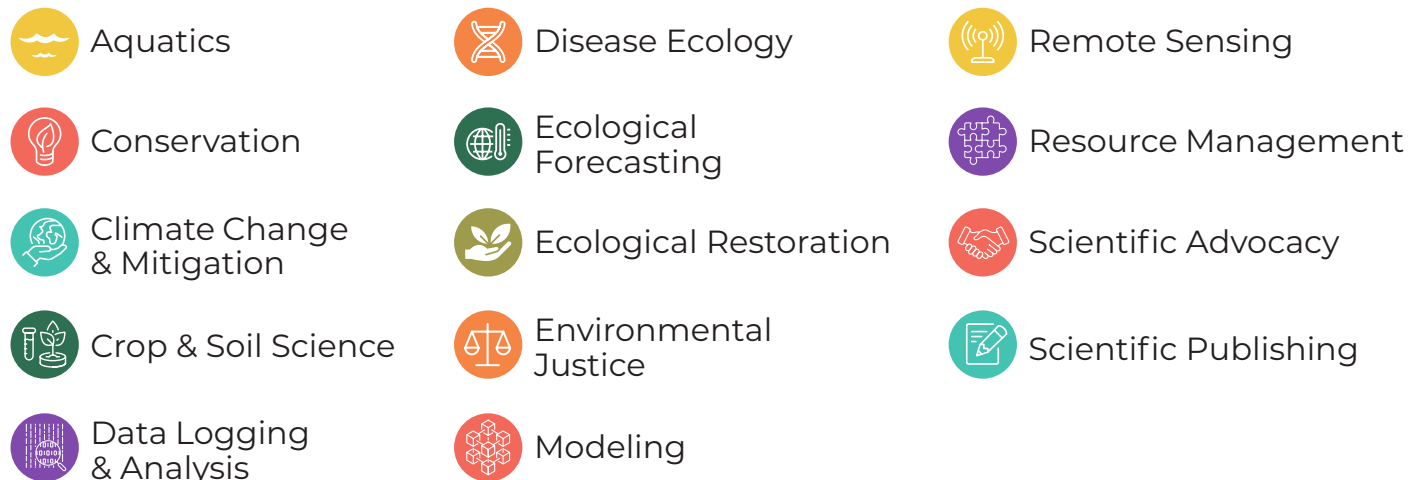 Aquatics
Conservation
Climate Change
& Mitigation
Crop & Soil Science
Data Logging
& Analysis
Disease Ecology
Ecological
Forecasting
Ecological Restoration
Environmental
Justice
Modeling
Remote Sensing
Resource Management
Scientific Advocacy
Scientific Publishing